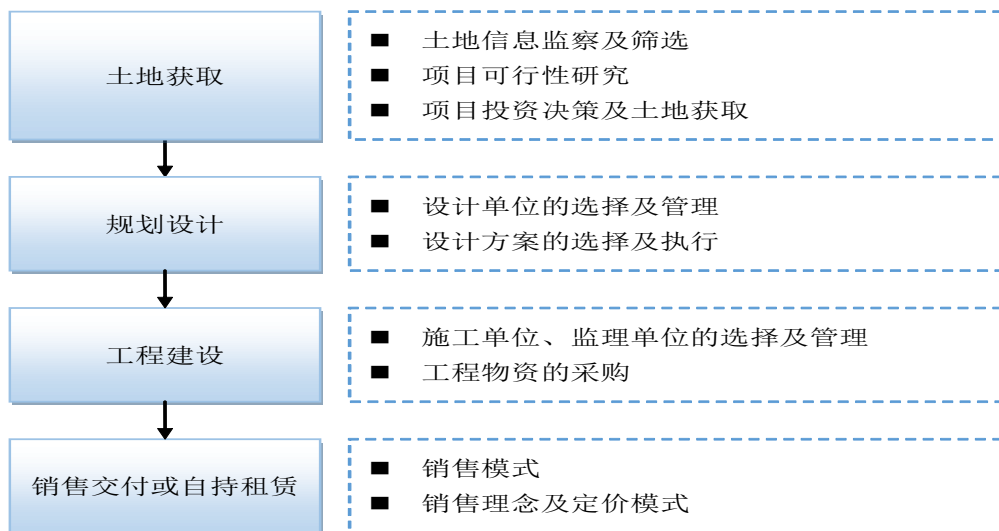 土地获取
土地信息监察及筛选
项目可行性研究
项目投资决策及土地获取
规划设计
设计单位的选择及管理
设计方案的选择及执行
工程建设
施工单位、监理单位的选择及管理
工程物资的采购
销售交付或自持租赁
销售模式
销售理念及定价模式